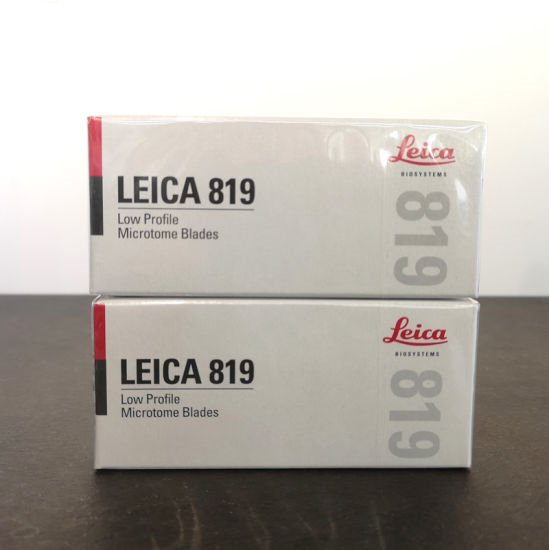 LEICA 819
Low Profile
Microtome Blades
Leica
BIOSYSTEMS
819
LEICA 819
Low Profile
Microtome Blades
Leica
BIOSYSTEMS
819